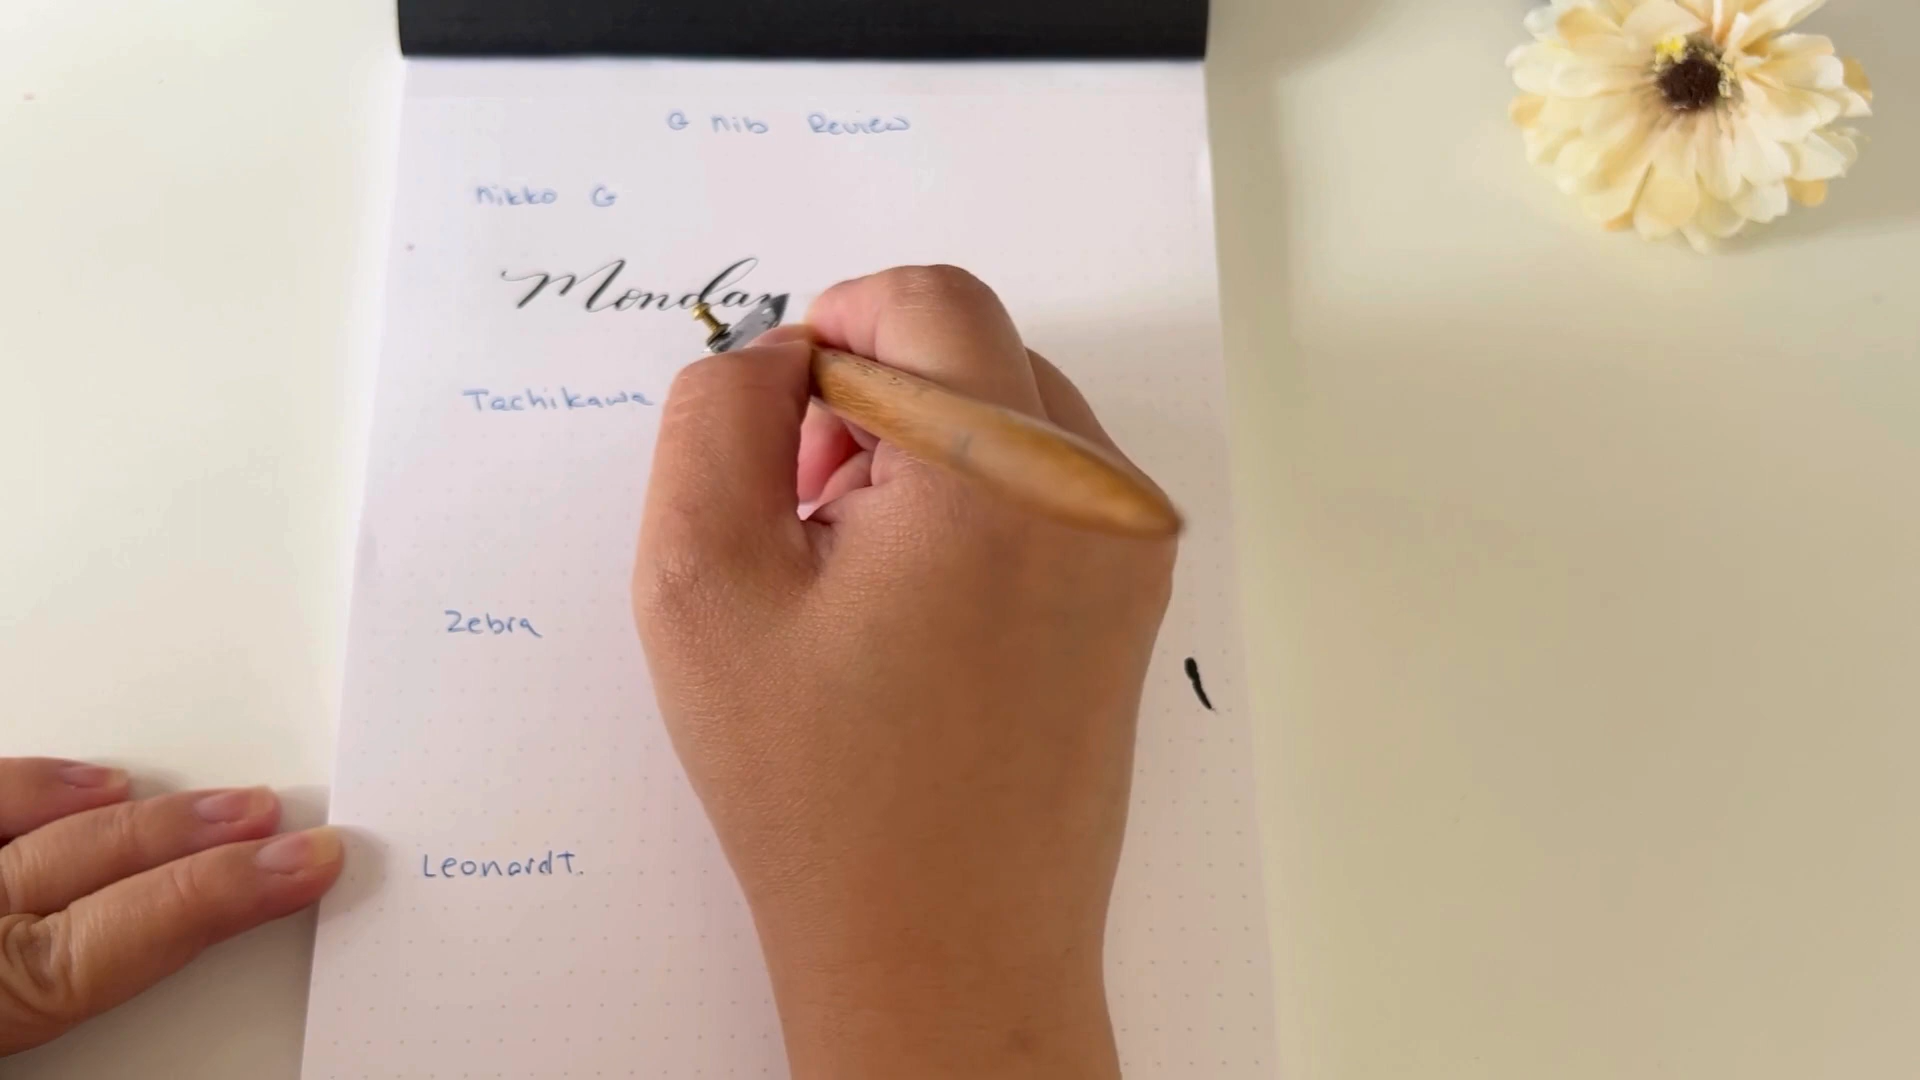 G Nib Review
Nikko G
Monday
Tachikawa
Zebra
Leonardt.